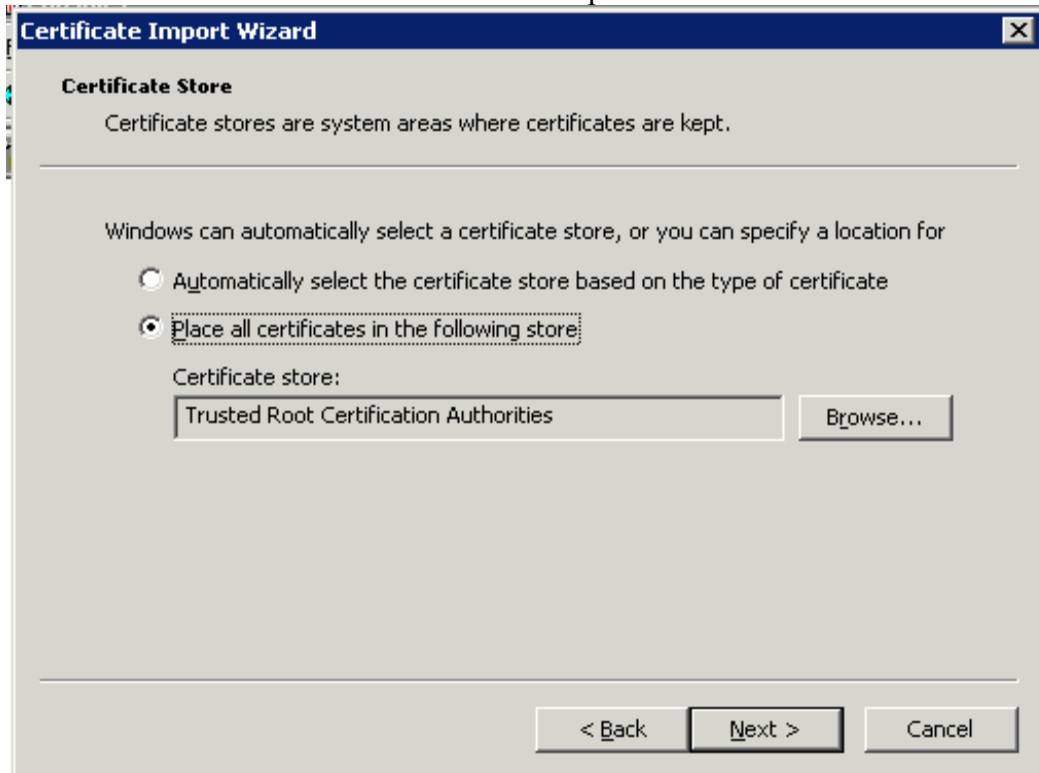 Certificate Import Wizard
Certificate Store
Certificate stores are system areas where certificates are kept.
Windows can automatically select a certificate store, or you can specify a location for
Automatically select the certificate store based on the type of certificate
Place all certificates in the following store
Certificate store:
Trusted Root Certification Authorities
Browse...
< Back
Next >
Cancel